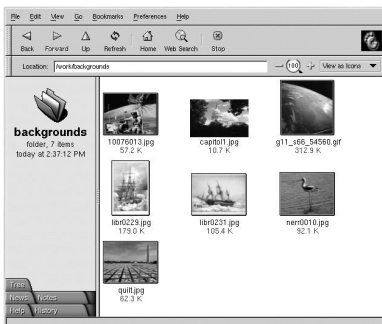 File Edit View Go Bookmarks Preferences Help
Back Forward Up Refresh Home Web Search Stop
Location: /work/backgrounds 100 View as Icons
backgrounds
folder, 7 items
today at 2:37:12 PM
10076013.jpg
57.2 K
capitol1.jpg
10.7 K
g11_s66_54560.gif
312.9 K
libr0229.jpg
179.0 K
libr0231.jpg
105.4 K
nerr0010.jpg
92.1 K
quilt.jpg
62.3 K
Tree
News Notes
Help History